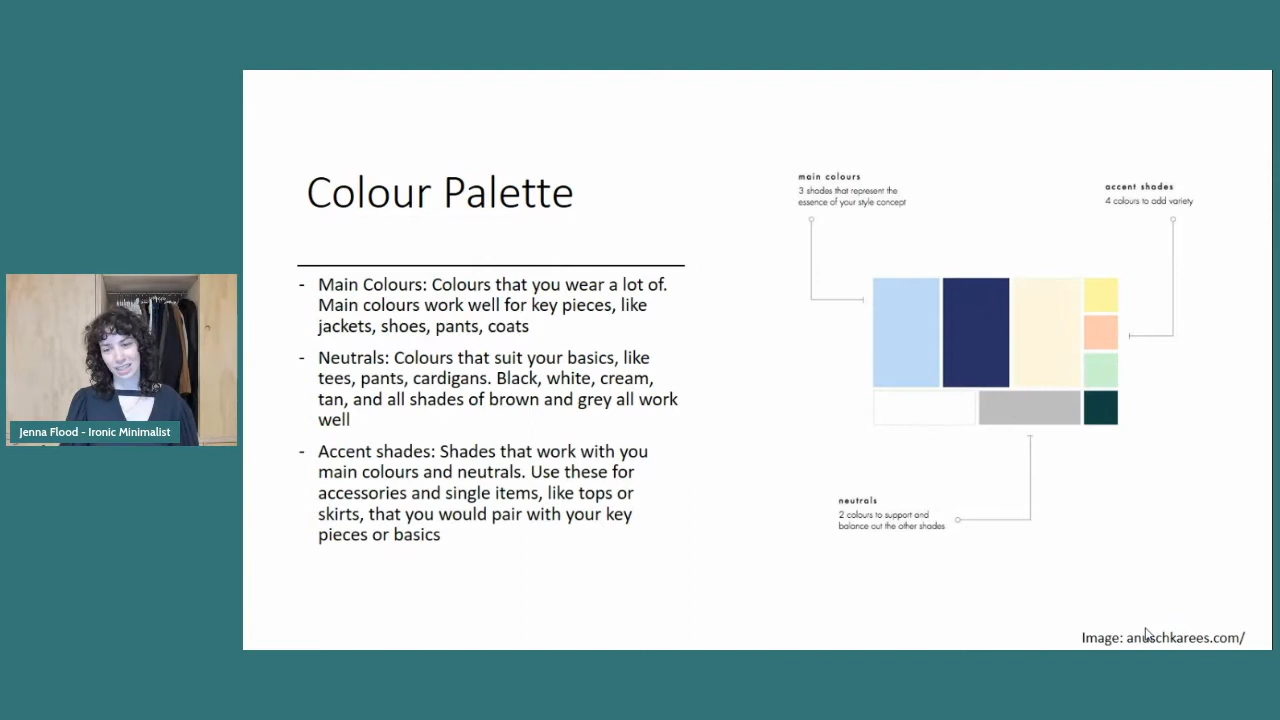 Colour Palette
- Main Colours: Colours that you wear a lot of.
Main colours work well for key pieces, like
jackets, shoes, pants, coats
- Neutrals: Colours that suit your basics, like
tees, pants, cardigans. Black, white, cream,
tan, and all shades of brown and grey all work
well
- Accent shades: Shades that work with you
main colours and neutrals. Use these for
accessories and single items, like tops or
skirts, that you would pair with your key
pieces or basics
main colours
3 shades that represent the
essence of your style concept
accent shades
4 colours to add variety
neutrals
2 colours to support and
balance out the other shades
Image: anuschkarees.com/
Jenna Flood - Ironic Minimalist